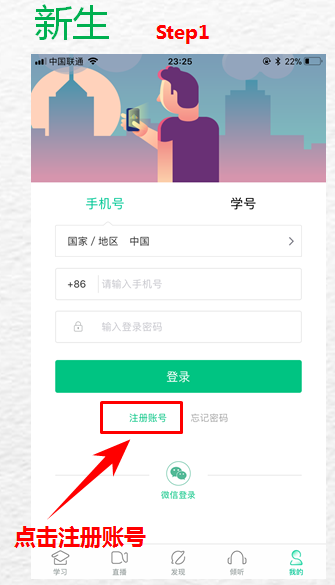 新生
Step1
中国联通 23:25 22%
手机号 学号
国家 / 地区 中国
+86 请输入手机号
输入登录密码
登录
注册账号 忘记密码
微信登录
点击注册账号
学习 直播 发现 倾听 我的